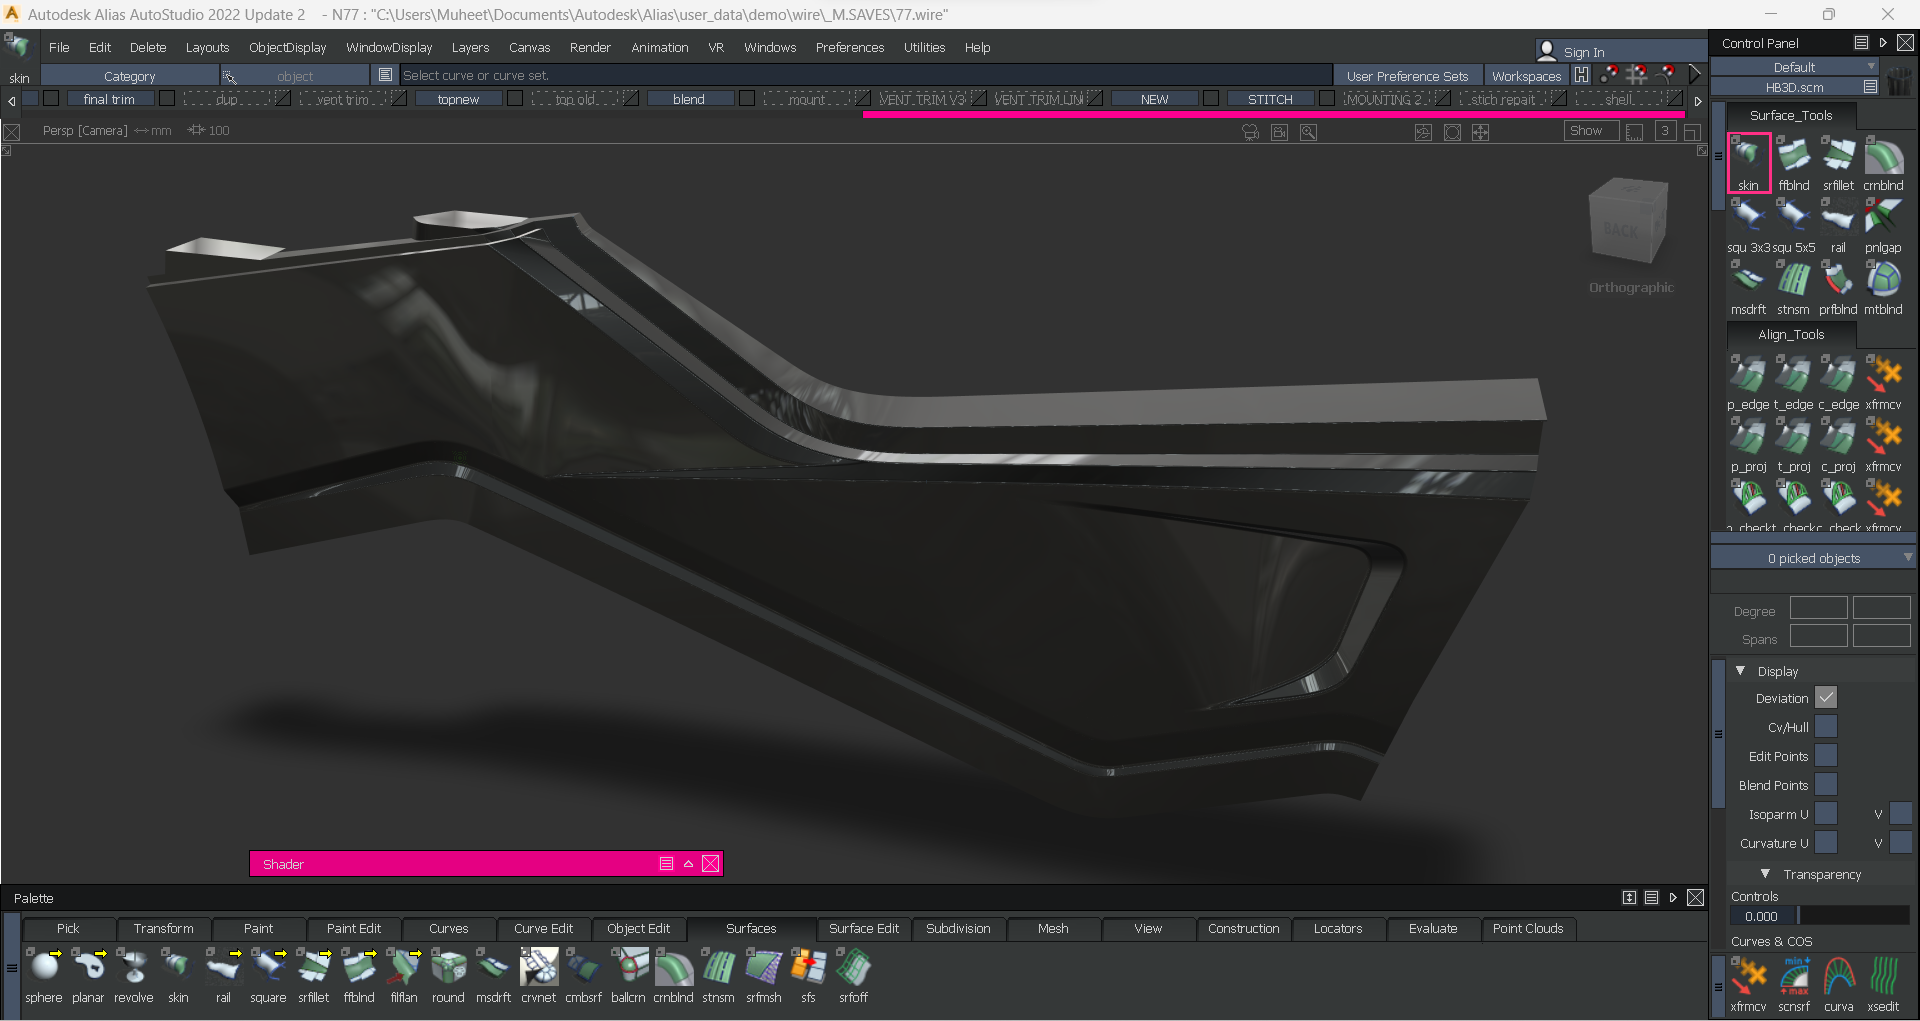 Autodesk Alias AutoStudio 2022 Update 2 - N77 : "C:\Users\Muheet\Documents\Autodesk\Alias\user_data\demo\wire\_M.SAVES\77.wire"
File Edit Delete Layouts ObjectDisplay WindowDisplay Layers Canvas Render Animation VR Windows Preferences Utilities Help
Sign In
skin Category object Select curve or curve set. User Preference Sets Workspaces
final trim dup vent trim topnew top old blend mount VENT TRIM V3 VENT TRIM LINI NEW STITCH MOUNTING 2 stich repait shell
Persp [Camera] mm 100 Show 3
BACK
Orthographic
Control Panel
Default
HB3D.scm
Surface_Tools
skin ffblnd srfillet crnblnd
squ 3x3 squ 5x5 rail pnlgap
msdrft stnsm prfblnd mtblnd
Align_Tools
p_edge t_edge c_edge xfrmcv
p_proj t_proj c_proj xfrmcv
checkt checkc check xfrmcv
0 picked objects
Degree
Spans
Display
Deviation
Cv/Hull
Edit Points
Blend Points
Isoparm U V
Curvature U V
Transparency
Controls
0.000
Curves & COS
xfrmcv scnsrf curva xsedit
min
max
Shader
Palette
Pick Transform Paint Paint Edit Curves Curve Edit Object Edit Surfaces Surface Edit Subdivision Mesh View Construction Locators Evaluate Point Clouds
sphere planar revolve skin rail square srfillet ffblnd filflan round msdrft crvnet cmbsrf ballcrn crnblnd stnsm srfmsh sfs srfoff